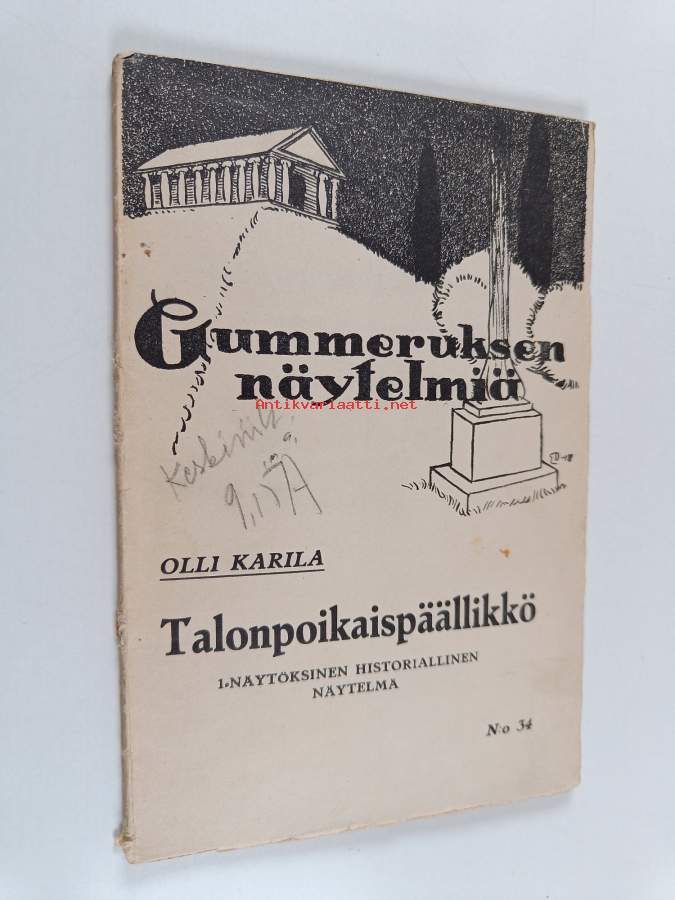 Gummeruksen
näytelmiä
Antikvariaatti.net
OLLI KARILA
Talonpoikaispäällikkö
1-NÄYTÖKSINEN HISTORIALLINEN
NÄYTELMÄ
N:o 34